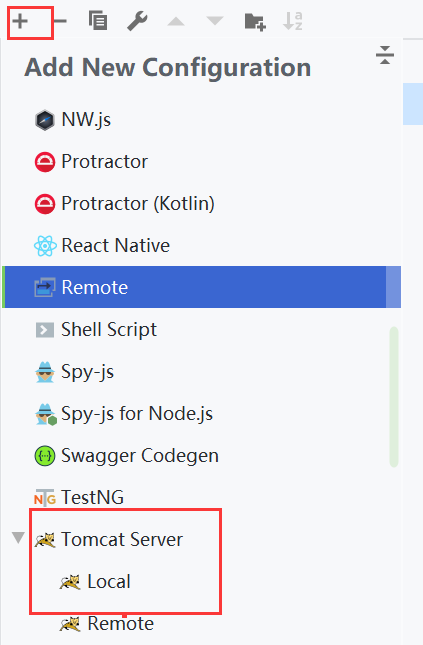 Add New Configuration
NW.js
Protractor
Protractor (Kotlin)
React Native
Remote
Shell Script
Spy-js
Spy-js for Node.js
Swagger Codegen
TestNG
Tomcat Server
Local
Remote